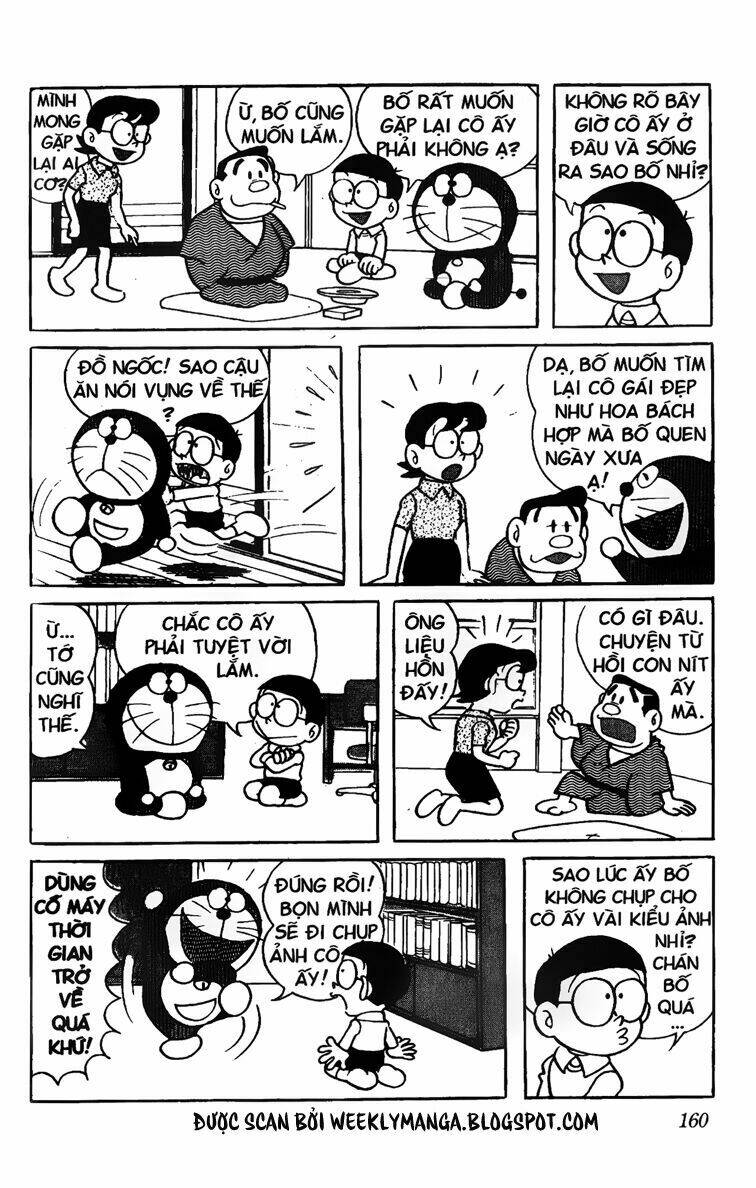 KHÔNG RÕ BÂY
GIỜ CÔ ẤY Ở
ĐÂU VÀ SỐNG
RA SAO BỐ NHỈ?
BỐ RẤT MUỐN
GẶP LẠI CÔ ẤY
PHẢI KHÔNG Ạ?
Ừ, BỐ CŨNG
MUỐN LẮM.
MÌNH
MONG
GẶP
LẠI AI
CƠ?
DẠ, BỐ MUỐN TÌM
LẠI CÔ GÁI ĐẸP
NHƯ HOA BÁCH
HỢP MÀ BỐ QUEN
NGÀY XƯA
Ạ!
ĐỒ NGỐC! SAO CẬU
ĂN NÓI VỤNG VỀ THẾ
?
CÓ GÌ ĐÂU.
CHUYỆN TỪ
HỒI CON NÍT
ẤY
MÀ.
ÔNG
LIỆU
HỒN
ĐẤY!
CHẮC CÔ ẤY
PHẢI TUYỆT VỜI
LẮM.
Ừ...
TỚ
CŨNG
NGHĨ
THẾ.
SAO LÚC ẤY BỐ
KHÔNG CHỤP CHO
CÔ ẤY VÀI KIỂU ẢNH
NHỈ?
CHÁN
BỐ
QUÁ
...
ĐÚNG RỒI!
BỌN MÌNH
SẼ ĐI CHỤP
ẢNH CÔ
ẤY!
DÙNG
CỖ MÁY
THỜI
GIAN
TRỞ
VỀ
QUÁ
KHỨ!
ĐƯỢC SCAN BỞI WEEKLYMANGA.BLOGSPOT.COM
160